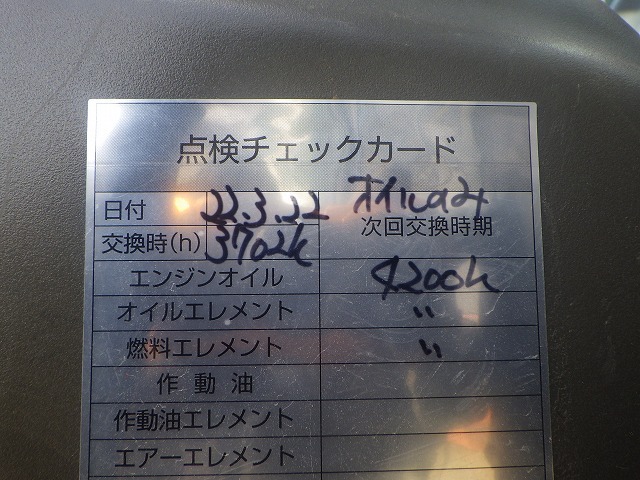 点検チェックカード
日付 22.3.22 オイルのみ
交換時(h) 3702h 次回交換時期
エンジンオイル 4200h
オイルエレメント 〃
燃料エレメント 〃
作動油
作動油エレメント
エアーエレメント